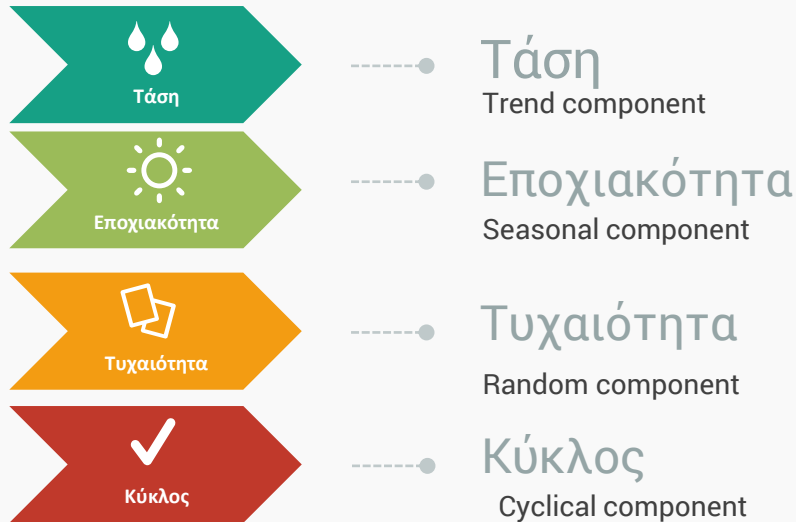 Τάση
Τάση
Trend component
Εποχιακότητα
Εποχιακότητα
Seasonal component
Τυχαιότητα
Τυχαιότητα
Random component
Κύκλος
Κύκλος
Cyclical component